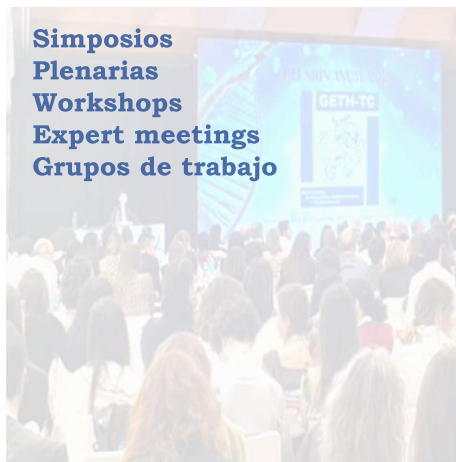 Simposios
Plenarias
Workshops
Expert meetings
Grupos de trabajo
GETH-TC